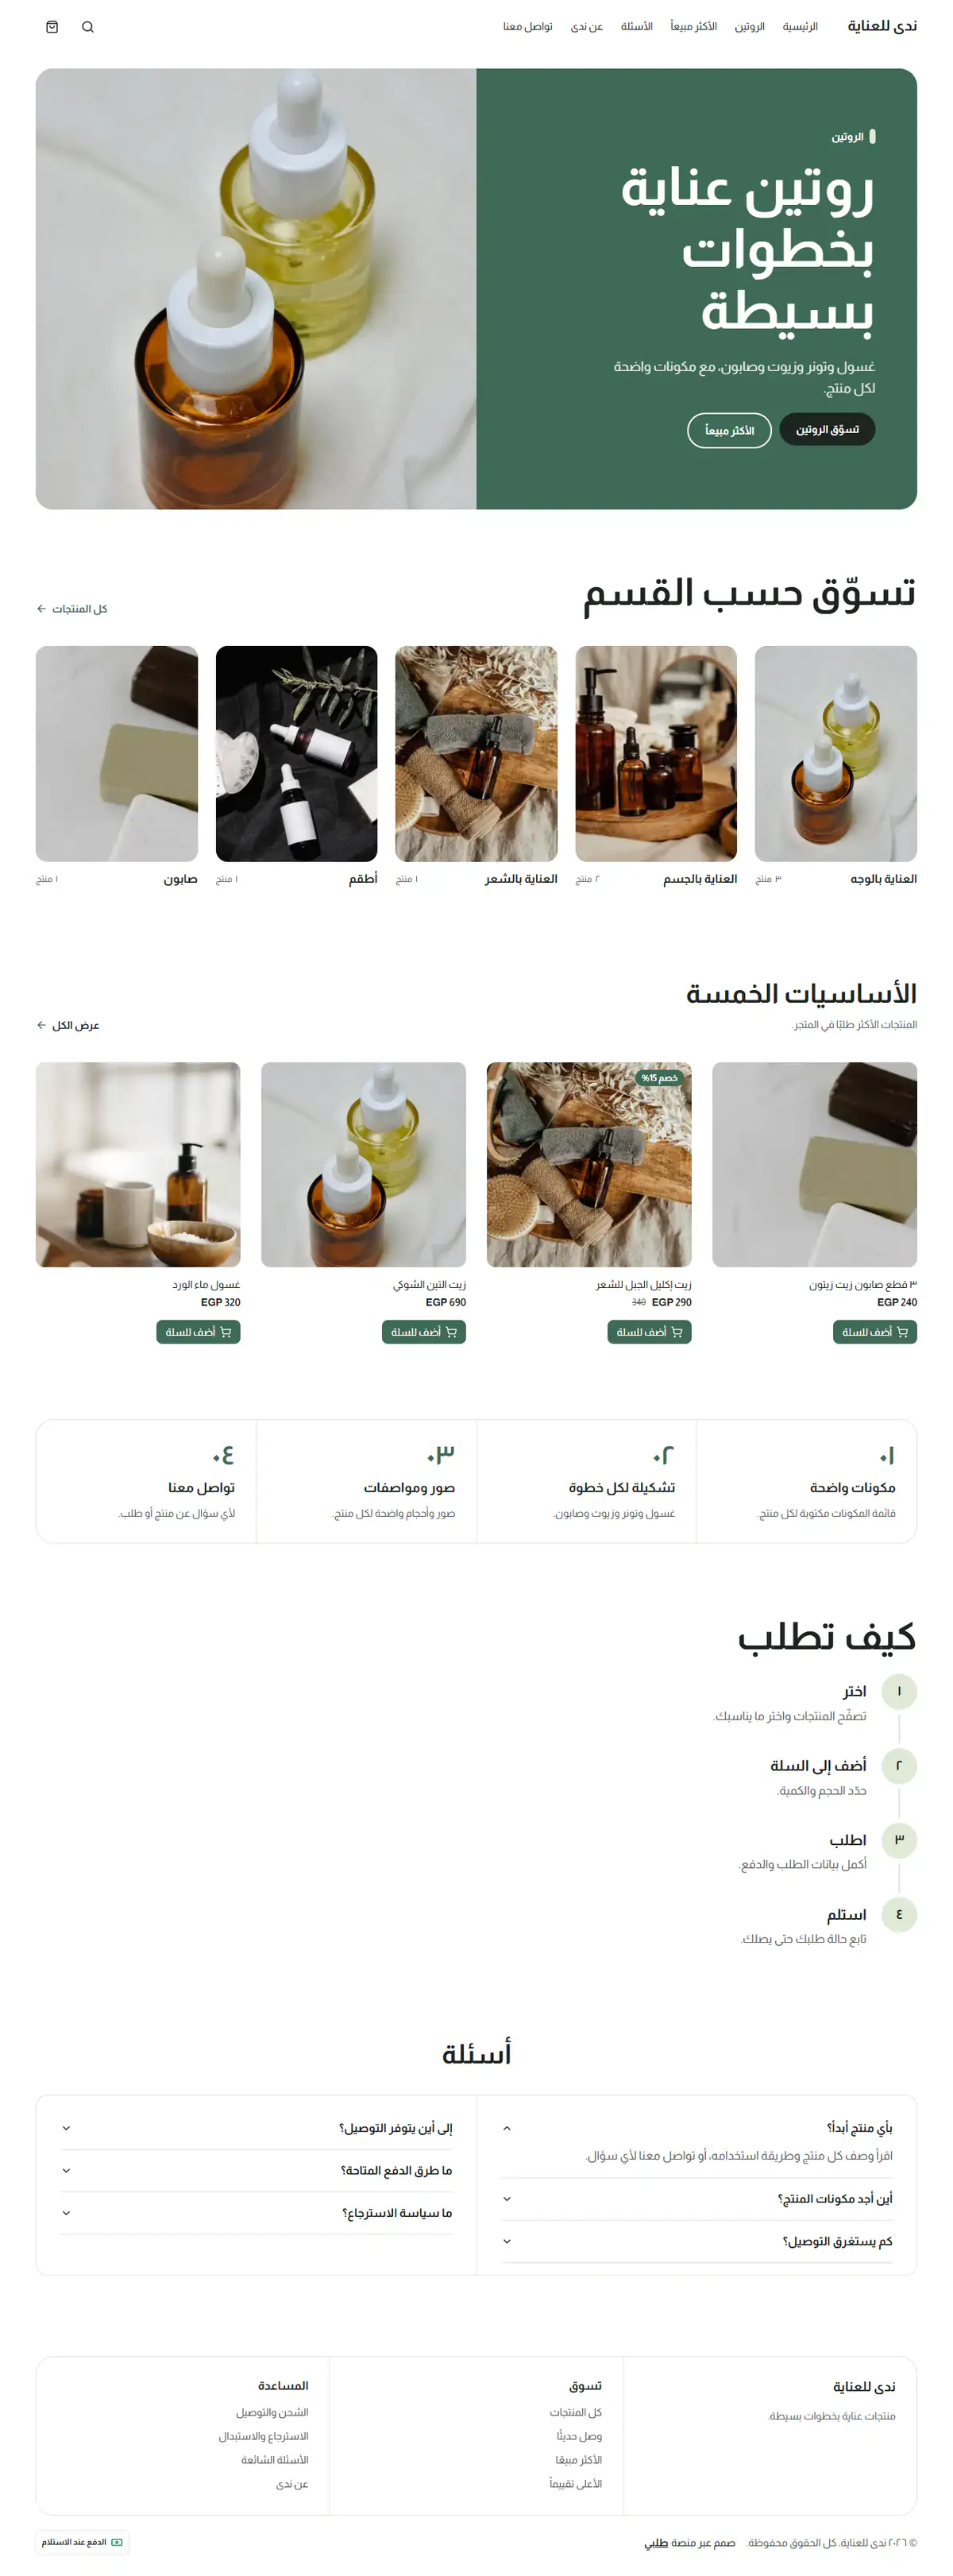 ندى للعناية
الرئيسية
الروتين
الأكثر مبيعاً
الأسئلة
عن ندى
تواصل معنا
الروتين
روتين عناية
بخطوات
بسيطة
غسول وتونر وزيوت وصابون، مع مكونات واضحة
لكل منتج.
تسوّق الروتين
الأكثر مبيعاً
تسوّق حسب القسم
كل المنتجات
العناية بالوجه
٣ منتج
العناية بالجسم
٢ منتج
العناية بالشعر
١ منتج
أطقم
١ منتج
صابون
١ منتج
الأساسيات الخمسة
المنتجات الأكثر طلبًا في المتجر.
عرض الكل
٣ قطع صابون زيت زيتون
EGP 240
أضف للسلة
خصم 15%
زيت إكليل الجبل للشعر
EGP 290 340
أضف للسلة
زيت التين الشوكي
EGP 690
أضف للسلة
غسول ماء الورد
EGP 320
أضف للسلة
٠١
مكونات واضحة
قائمة المكونات مكتوبة لكل منتج.
٠٢
تشكيلة لكل خطوة
غسول وتونر وزيوت وصابون.
٠٣
صور ومواصفات
صور وأحجام واضحة لكل منتج.
٠٤
تواصل معنا
لأي سؤال عن منتج أو طلب.
كيف تطلب
١
اختر
تصفّح المنتجات واختر ما يناسبك.
٢
أضف إلى السلة
حدّد الحجم والكمية.
٣
اطلب
أكمل بيانات الطلب والدفع.
٤
استلم
تابع حالة طلبك حتى يصلك.
أسئلة
بأي منتج أبدأ؟
اقرأ وصف كل منتج وطريقة استخدامه، أو تواصل معنا لأي سؤال.
أين أجد مكونات المنتج؟
كم يستغرق التوصيل؟
إلى أين يتوفر التوصيل؟
ما طرق الدفع المتاحة؟
ما سياسة الاسترجاع؟
ندى للعناية
منتجات عناية بخطوات بسيطة.
تسوق
كل المنتجات
وصل حديثًا
الأكثر مبيعًا
الأعلى تقييماً
المساعدة
الشحن والتوصيل
الاسترجاع والاستبدال
الأسئلة الشائعة
عن ندى
© ٢٠٢٦ ندى للعناية. كل الحقوق محفوظة.
صمم عبر منصة طلبي
الدفع عند الاستلام